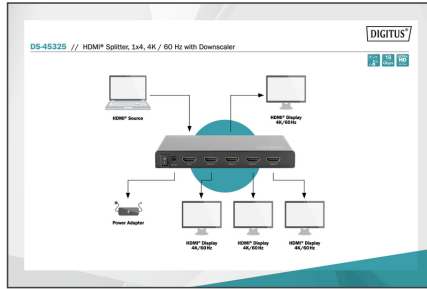 DIGITUS®
DS-45325 // HDMI® Splitter, 1x4, 4K / 60 Hz with Downscaler
HDMI® Source
HDMI® Display
4K/60Hz
Power Adapter
HDMI® Display
4K/60Hz
HDMI® Display
4K/60Hz
HDMI® Display
4K/60Hz